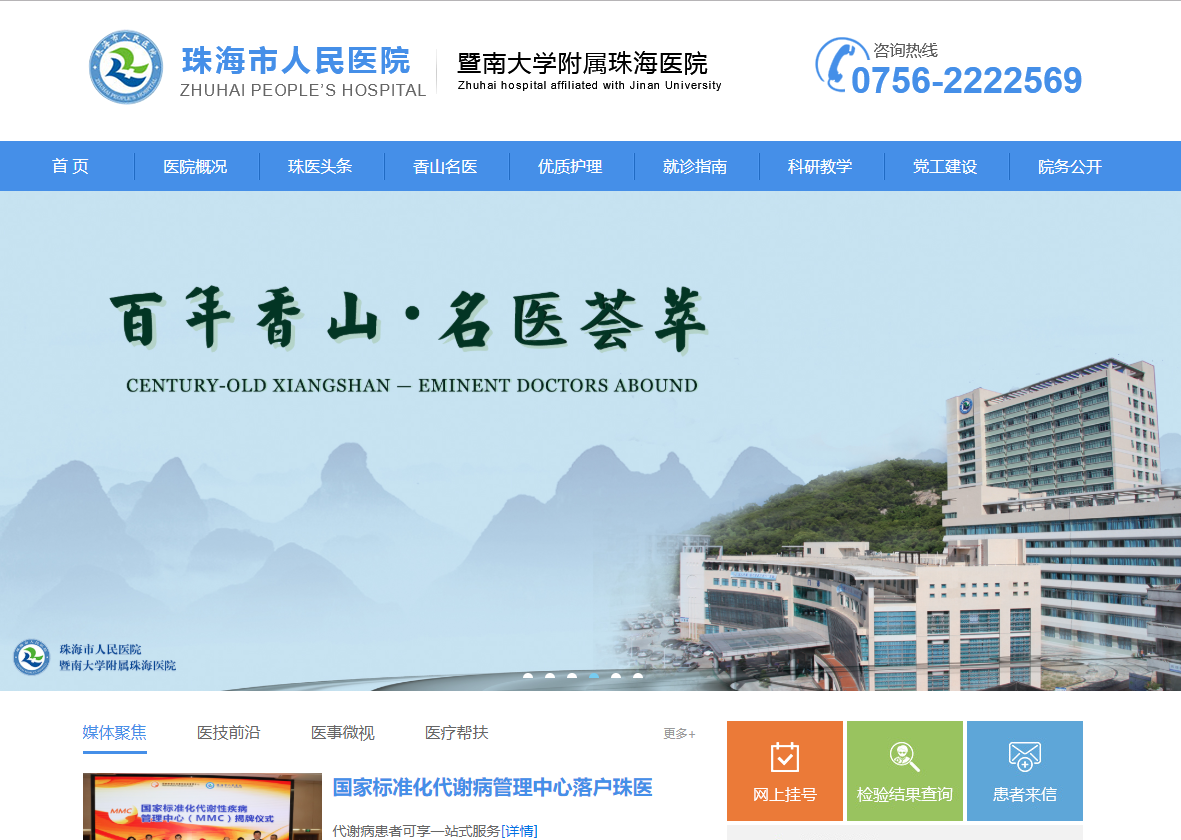 珠海市人民医院
ZHUHAI PEOPLE'S HOSPITAL
暨南大学附属珠海医院
Zhuhai hospital affiliated with Jinan University
咨询热线
0756-2222569
首 页 医院概况 珠医头条 香山名医 优质护理 就诊指南 科研教学 党工建设 院务公开
百年香山·名医荟萃
CENTURY-OLD XIANGSHAN — EMINENT DOCTORS ABOUND
珠海市人民医院
暨南大学附属珠海医院
媒体聚焦 医技前沿 医事微视 医疗帮扶 更多+
网上挂号 检验结果查询 患者来信
国家标准化代谢性疾病
MMC 管理中心（MMC）揭牌仪式
国家标准化代谢病管理中心落户珠医
代谢病患者可享一站式服务[详情]